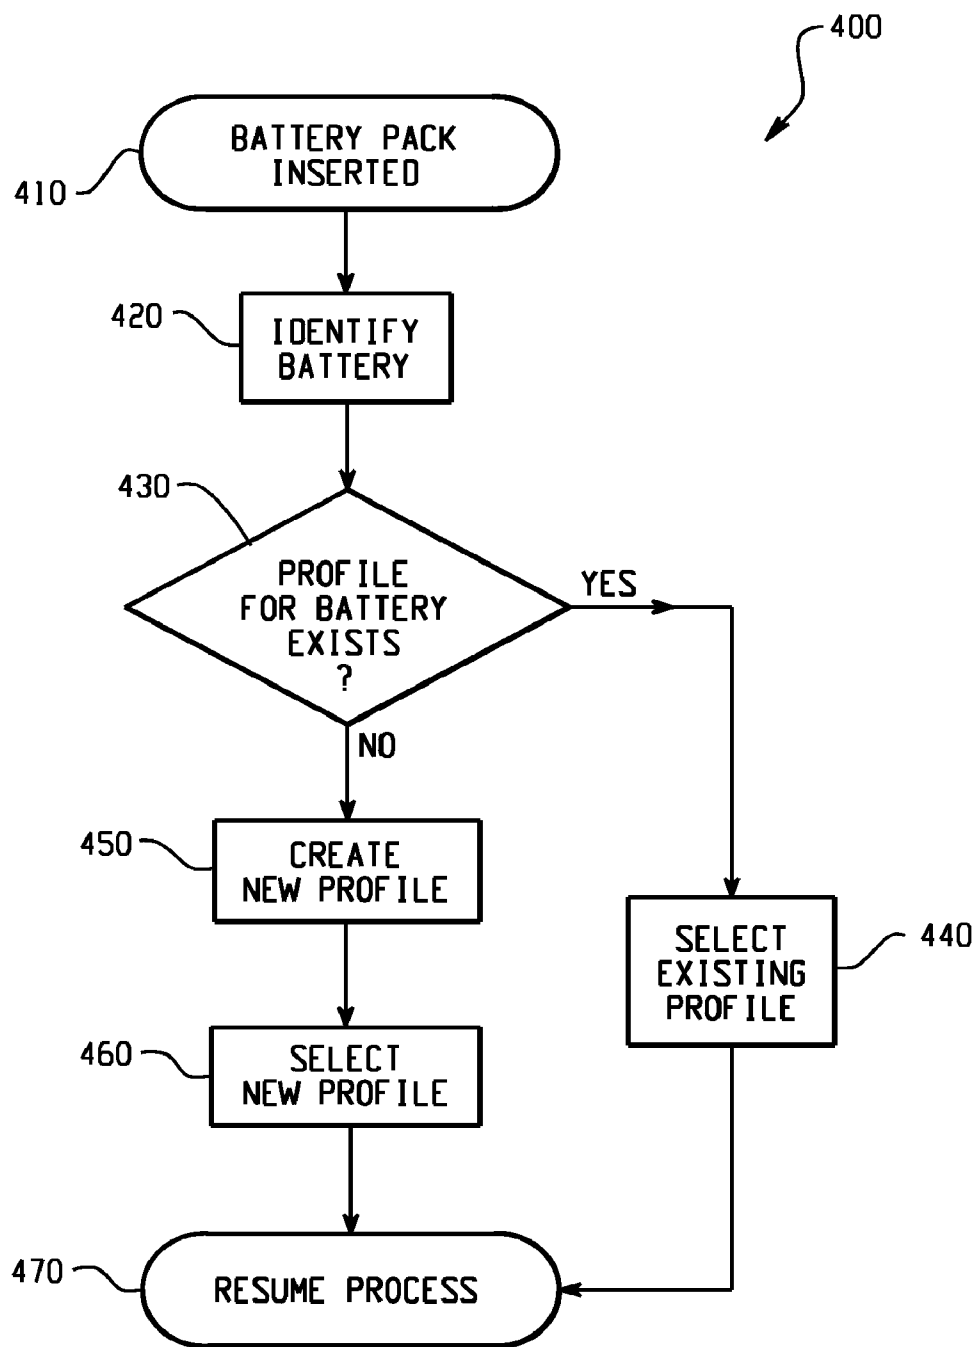 400
BATTERY PACK
INSERTED
410
420
IDENTIFY
BATTERY
430
PROFILE
FOR BATTERY
EXISTS
?
YES
NO
450
CREATE
NEW PROFILE
SELECT
EXISTING
PROFILE
440
460
SELECT
NEW PROFILE
470
RESUME PROCESS